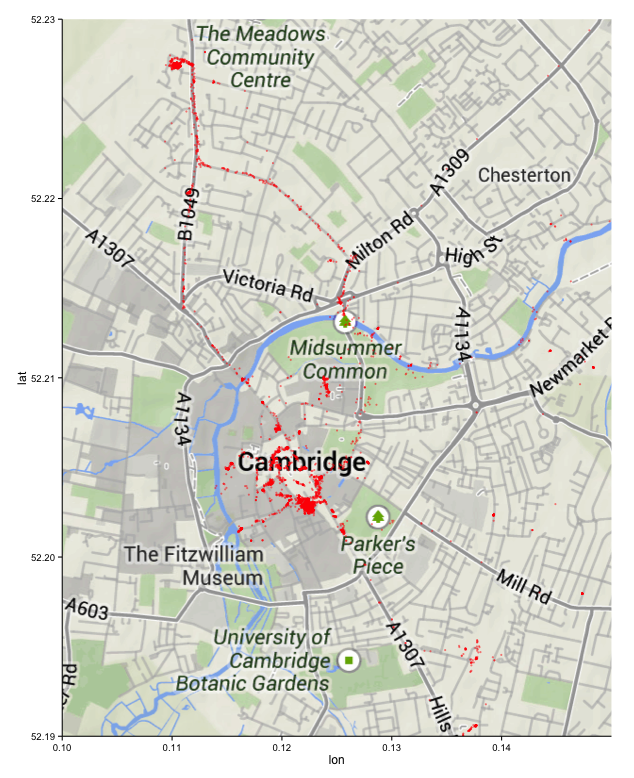 52.23
The Meadows
Community
Centre
A1309
Chesterton
52.22
B1049
Milton Rd
A1307
High St
Victoria Rd
A1134
Midsummer
Common
52.21
lat
Newmarket R
A1134
Cambridge
Parker's
Piece
52.20
The Fitzwilliam
Museum
Mill Rd
A603
A1307
University of
Cambridge
Botanic Gardens
Rd
Hills
52.19
0.10
0.11
0.12
0.13
0.14
lon